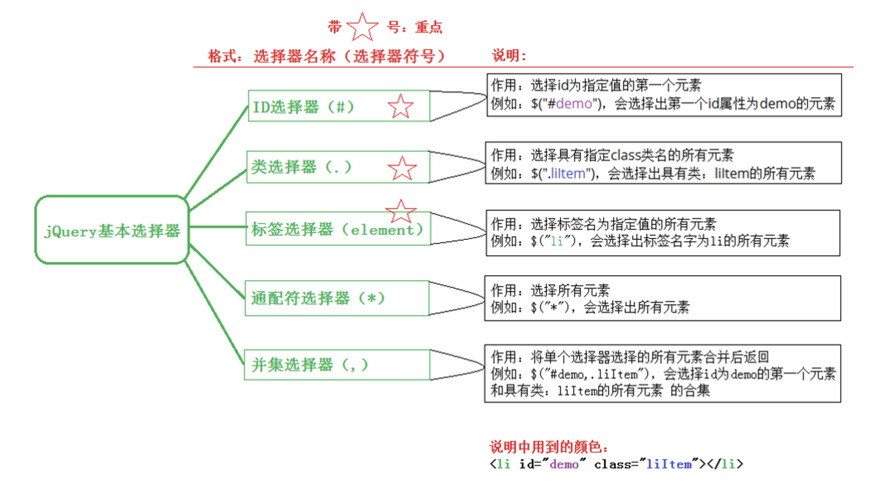 带 号：重点
格式：选择器名称（选择器符号） 说明：
jQuery基本选择器
ID选择器（#）
作用：选择id为指定值的第一个元素
例如：$("#demo")，会选择出第一个id属性为demo的元素
类选择器（.）
作用：选择具有指定class类名的所有元素
例如：$(".liItem")，会选择出具有类：liItem的所有元素
标签选择器（element）
作用：选择标签名为指定值的所有元素
例如：$("li")，会选择出标签名字为li的所有元素
通配符选择器（*）
作用：选择所有元素
例如：$("*")，会选择出所有元素
并集选择器（,）
作用：将单个选择器选择的所有元素合并后返回
例如：$("#demo,.liItem")，会选择id为demo的第一个元素
和具有类：liItem的所有元素 的合集
说明中用到的颜色：
<li id="demo" class="liItem"></li>